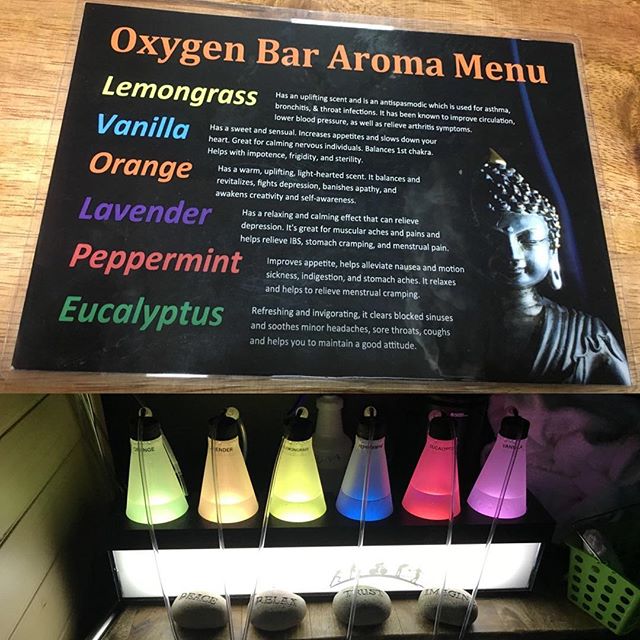 Oxygen Bar Aroma Menu
Lemongrass
Has an uplifting scent and is an antispasmodic which is used for asthma,
bronchitis, & throat infections. It has been known to improve circulation,
lower blood pressure, as well as relieve arthritis symptoms.
Vanilla
Has a sweet and sensual. Increases appetites and slows down your
heart. Great for calming nervous individuals. Balances 1st chakra.
Helps with impotence, frigidity, and sterility.
Orange
Has a warm, uplifting, light-hearted scent. It balances and
revitalizes, fights depression, banishes apathy, and
awakens creativity and self-awareness.
Lavender
Has a relaxing and calming effect that can relieve
depression. It's great for muscular aches and pains and
helps relieve IBS, stomach cramping, and menstrual pain.
Peppermint
Improves appetite, helps alleviate nausea and motion
sickness, indigestion, and stomach aches. It relaxes
and helps to relieve menstrual cramping.
Eucalyptus
Refreshing and invigorating, it clears blocked sinuses
and soothes minor headaches, sore throats, coughs
and helps you to maintain a good attitude.
LEMONGRASS
VANILLA
PEACE
RELAX
TRUST